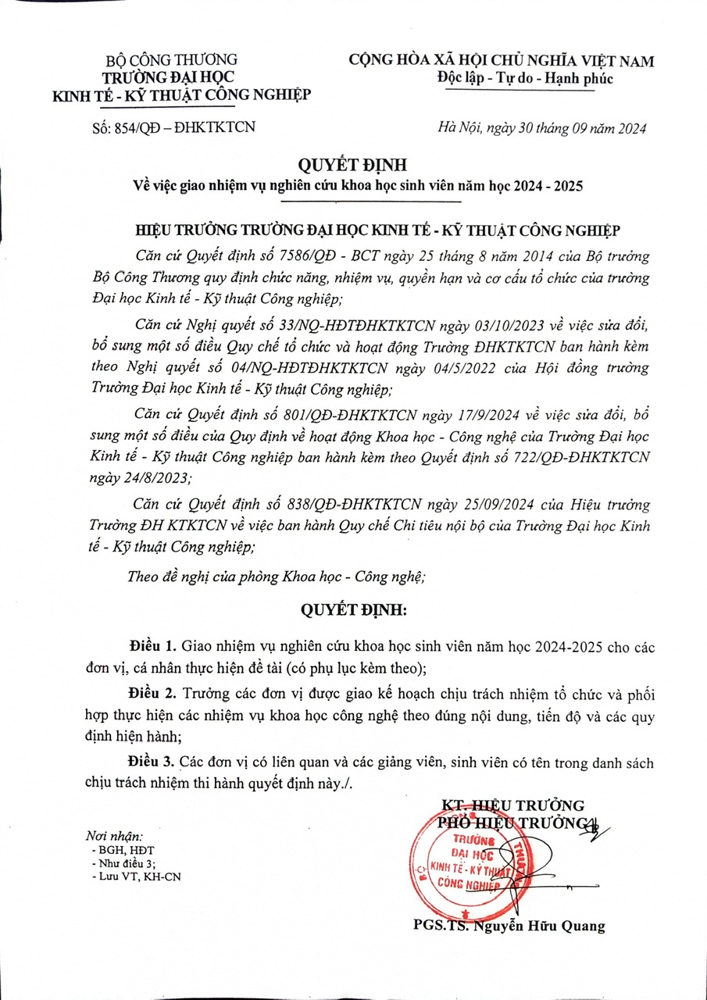 BỘ CÔNG THƯƠNG
TRƯỜNG ĐẠI HỌC
KINH TẾ - KỸ THUẬT CÔNG NGHIỆP
Số: 854/QĐ – ĐHKTKTCN
CỘNG HÒA XÃ HỘI CHỦ NGHĨA VIỆT NAM
Độc lập - Tự do - Hạnh phúc
Hà Nội, ngày 30 tháng 09 năm 2024
QUYẾT ĐỊNH
Về việc giao nhiệm vụ nghiên cứu khoa học sinh viên năm học 2024 - 2025
HIỆU TRƯỞNG TRƯỜNG ĐẠI HỌC KINH TẾ - KỸ THUẬT CÔNG NGHIỆP
Căn cứ Quyết định số 7586/QĐ - BCT ngày 25 tháng 8 năm 2014 của Bộ trưởng
Bộ Công Thương quy định chức năng, nhiệm vụ, quyền hạn và cơ cấu tổ chức của trường
Đại học Kinh tế - Kỹ thuật Công nghiệp;
Căn cứ Nghị quyết số 33/NQ-HĐTĐHKTKTCN ngày 03/10/2023 về việc sửa đổi,
bổ sung một số điều Quy chế tổ chức và hoạt động Trường ĐHKTKTCN ban hành kèm
theo Nghị quyết số 04/NQ-HĐTĐHKTKTCN ngày 04/5/2022 của Hội đồng trường
Trường Đại học Kinh tế - Kỹ thuật Công nghiệp;
Căn cứ Quyết định số 801/QĐ-ĐHKTKTCN ngày 17/9/2024 về việc sửa đổi, bổ
sung một số điều của Quy định về hoạt động Khoa học - Công nghệ của Trường Đại học
Kinh tế - Kỹ thuật Công nghiệp ban hành kèm theo Quyết định số 722/QĐ-ĐHKTKTCN
ngày 24/8/2023;
Căn cứ Quyết định số 838/QĐ-ĐHKTKTCN ngày 25/09/2024 của Hiệu trưởng
Trường ĐH KTKTCN về việc ban hành Quy chế Chi tiêu nội bộ của Trường Đại học Kinh
tế - Kỹ thuật Công nghiệp;
Theo đề nghị của phòng Khoa học - Công nghệ;
QUYẾT ĐỊNH:
Điều 1. Giao nhiệm vụ nghiên cứu khoa học sinh viên năm học 2024-2025 cho các
đơn vị, cá nhân thực hiện đề tài (có phụ lục kèm theo);
Điều 2. Trưởng các đơn vị được giao kế hoạch chịu trách nhiệm tổ chức và phối
hợp thực hiện các nhiệm vụ khoa học công nghệ theo đúng nội dung, tiến độ và các quy
định hiện hành;
Điều 3. Các đơn vị có liên quan và các giảng viên, sinh viên có tên trong danh sách
chịu trách nhiệm thi hành quyết định này./.
Nơi nhận:
- BGH, HĐT
- Như điều 3;
- Lưu VT, KH-CN
KT. HIỆU TRƯỞNG
PHÓ HIỆU TRƯỞNG
TRƯỜNG
ĐẠI HỌC
KINH TẾ - KỸ THUẬT
CÔNG NGHIỆP
PGS.TS. Nguyễn Hữu Quang